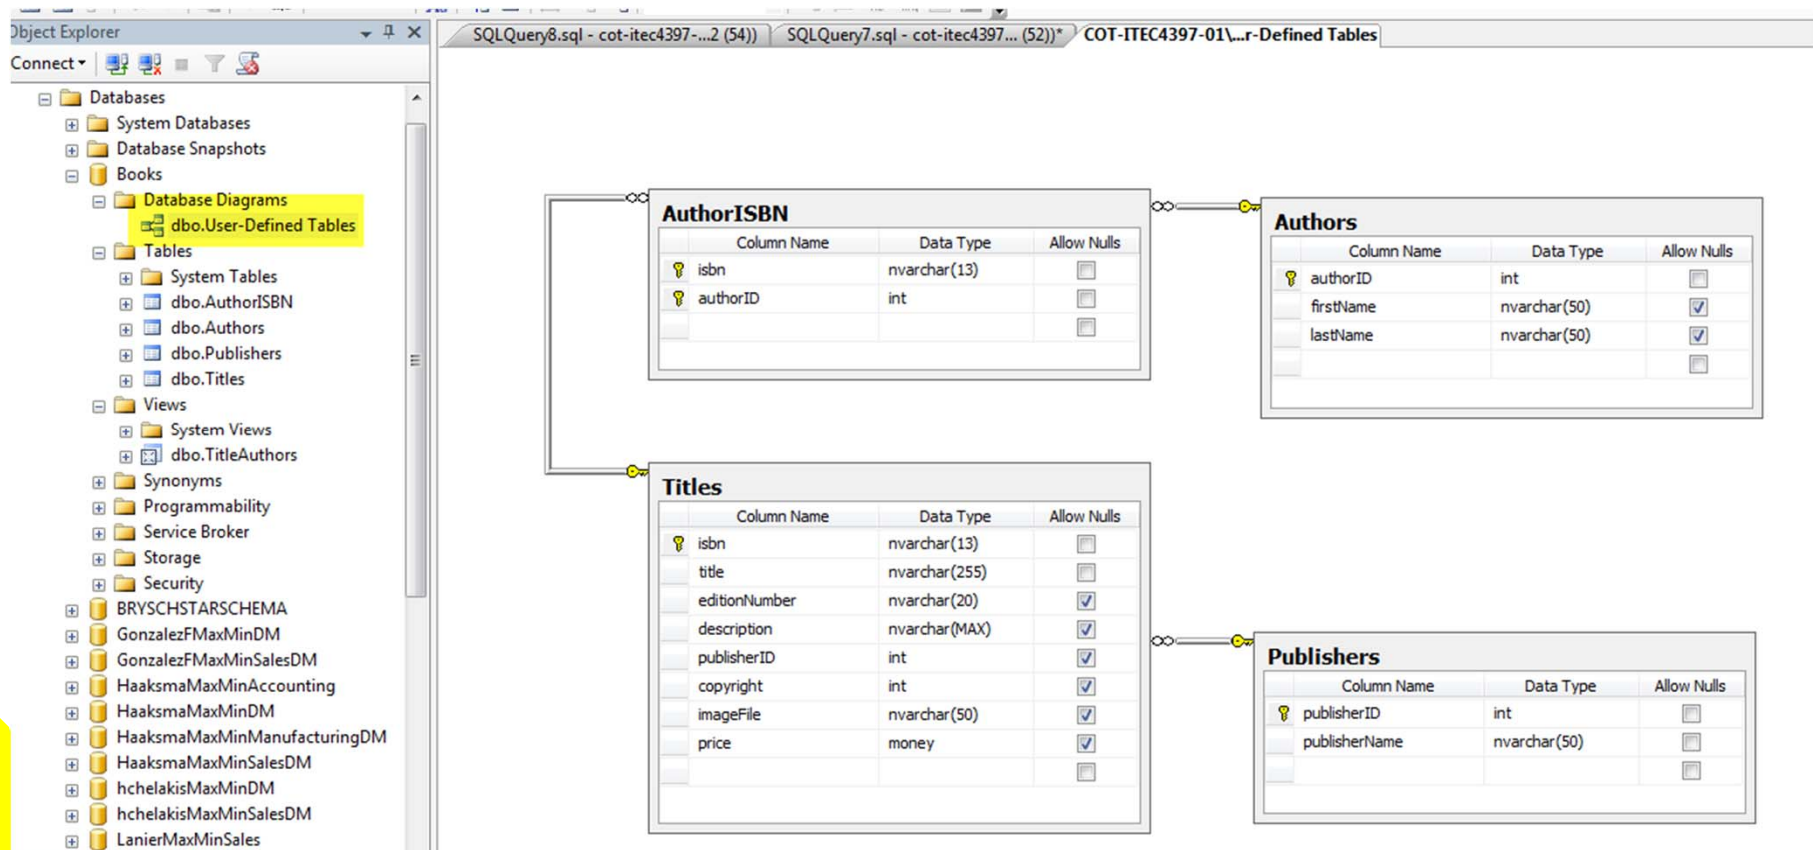 Object Explorer
Connect
Databases
System Databases
Database Snapshots
Books
Database Diagrams
dbo.User-Defined Tables
Tables
System Tables
dbo.AuthorISBN
dbo.Authors
dbo.Publishers
dbo.Titles
Views
System Views
dbo.TitleAuthors
Synonyms
Programmability
Service Broker
Storage
Security
BRYSCHSTARSCHEMA
GonzalezFMaxMinDM
GonzalezFMaxMinSalesDM
HaaksmaMaxMinAccounting
HaaksmaMaxMinDM
HaaksmaMaxMinManufacturingDM
HaaksmaMaxMinSalesDM
hchelakisMaxMinDM
hchelakisMaxMinSalesDM
LanierMaxMinSales
SQLQuery8.sql - cot-itec4397-...2 (54)) SQLQuery7.sql - cot-itec4397... (52))* COT-ITEC4397-01\...r-Defined Tables
AuthorISBN
Column Name Data Type Allow Nulls
isbn nvarchar(13)
authorID int
Authors
Column Name Data Type Allow Nulls
authorID int
firstName nvarchar(50)
lastName nvarchar(50)
Titles
Column Name Data Type Allow Nulls
isbn nvarchar(13)
title nvarchar(255)
editionNumber nvarchar(20)
description nvarchar(MAX)
publisherID int
copyright int
imageFile nvarchar(50)
price money
Publishers
Column Name Data Type Allow Nulls
publisherID int
publisherName nvarchar(50)